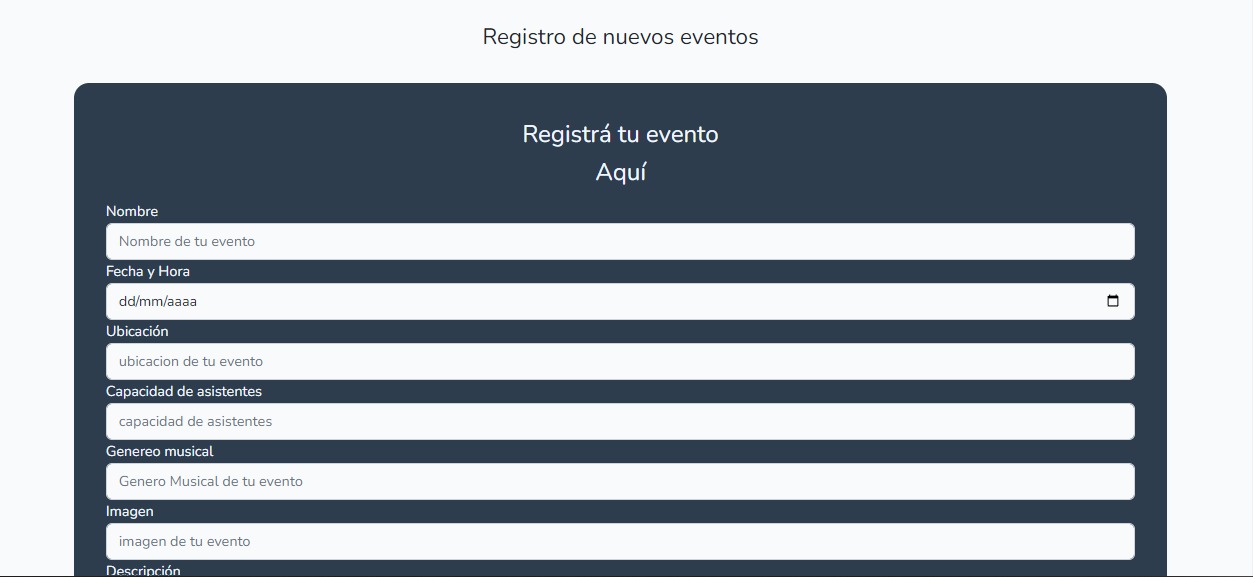 Registro de nuevos eventos
Registrá tu evento
Aquí
Nombre
Nombre de tu evento
Fecha y Hora
dd/mm/aaaa
Ubicación
ubicacion de tu evento
Capacidad de asistentes
capacidad de asistentes
Genereo musical
Genero Musical de tu evento
Imagen
imagen de tu evento
Descripción